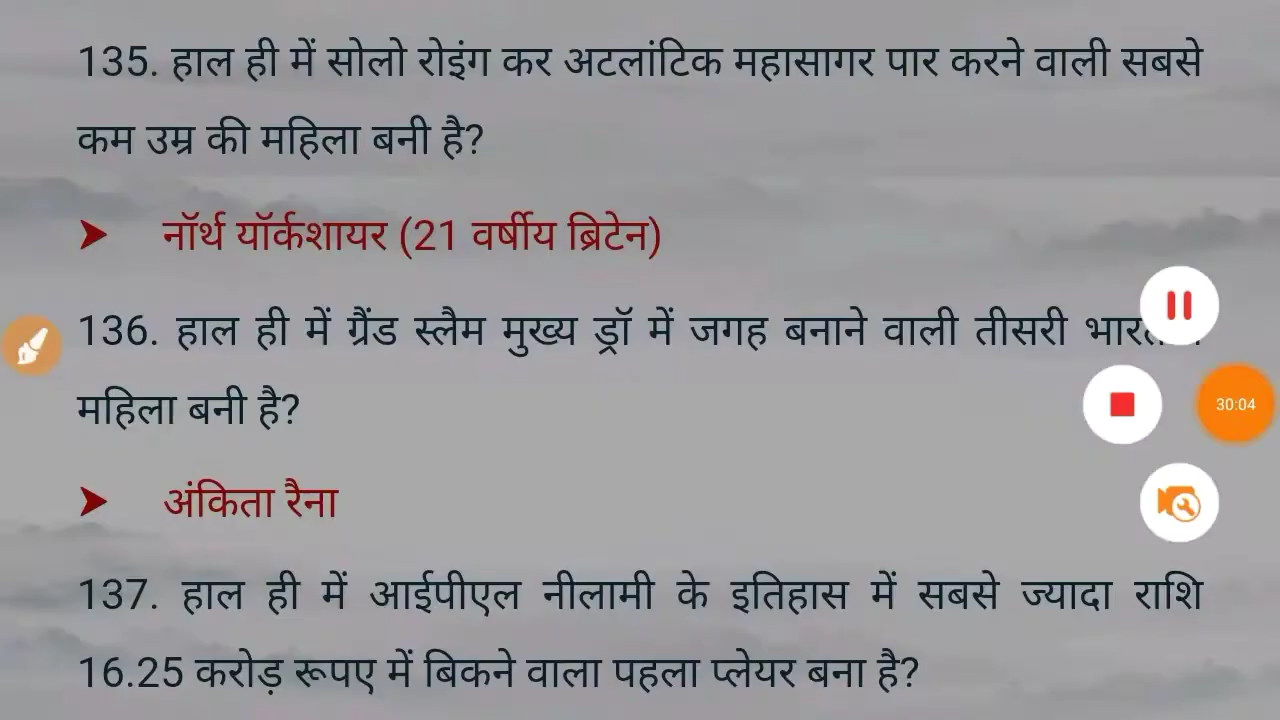 135. हाल ही में सोलो रोइंग कर अटलांटिक महासागर पार करने वाली सबसे
कम उम्र की महिला बनी है?
➤ नॉर्थ यॉर्कशायर (21 वर्षीय ब्रिटेन)
136. हाल ही में ग्रैंड स्लैम मुख्य ड्रॉ में जगह बनाने वाली तीसरी
महिला बनी है?
30:04
➤ अंकिता रैना
137. हाल ही में आईपीएल नीलामी के इतिहास में सबसे ज्यादा राशि
16.25 करोड़ रूपए में बिकने वाला पहला प्लेयर बना है?